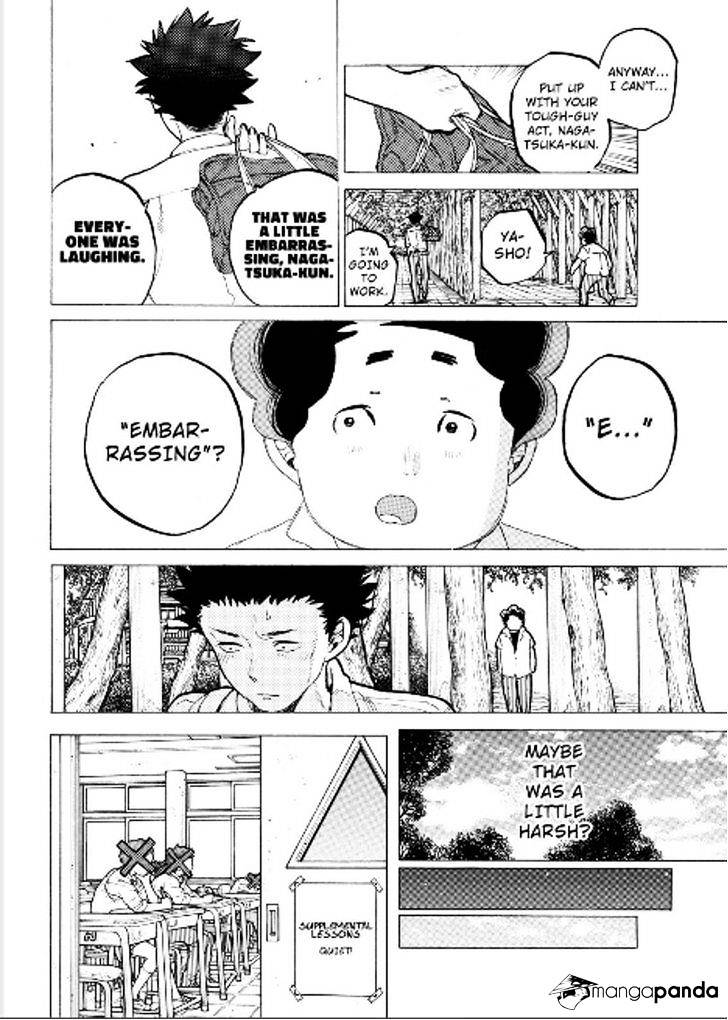 ANYWAY...
I CAN'T...
PUT UP
WITH YOUR
TOUGH-GUY
ACT, NAGA-
TSUKA-KUN.
YA-
SHO!
I'M
GOING
TO
WORK.
THAT WAS
A LITTLE
EMBARRAS-
SING, NAGA-
TSUKA-KUN.
EVERY-
ONE WAS
LAUGHING.
"E..."
"EMBAR-
RASSING"?
MAYBE
THAT
WAS A
LITTLE
HARSH?
SUPPLEMENTAL
LESSONS
QUIET!
mangapanda